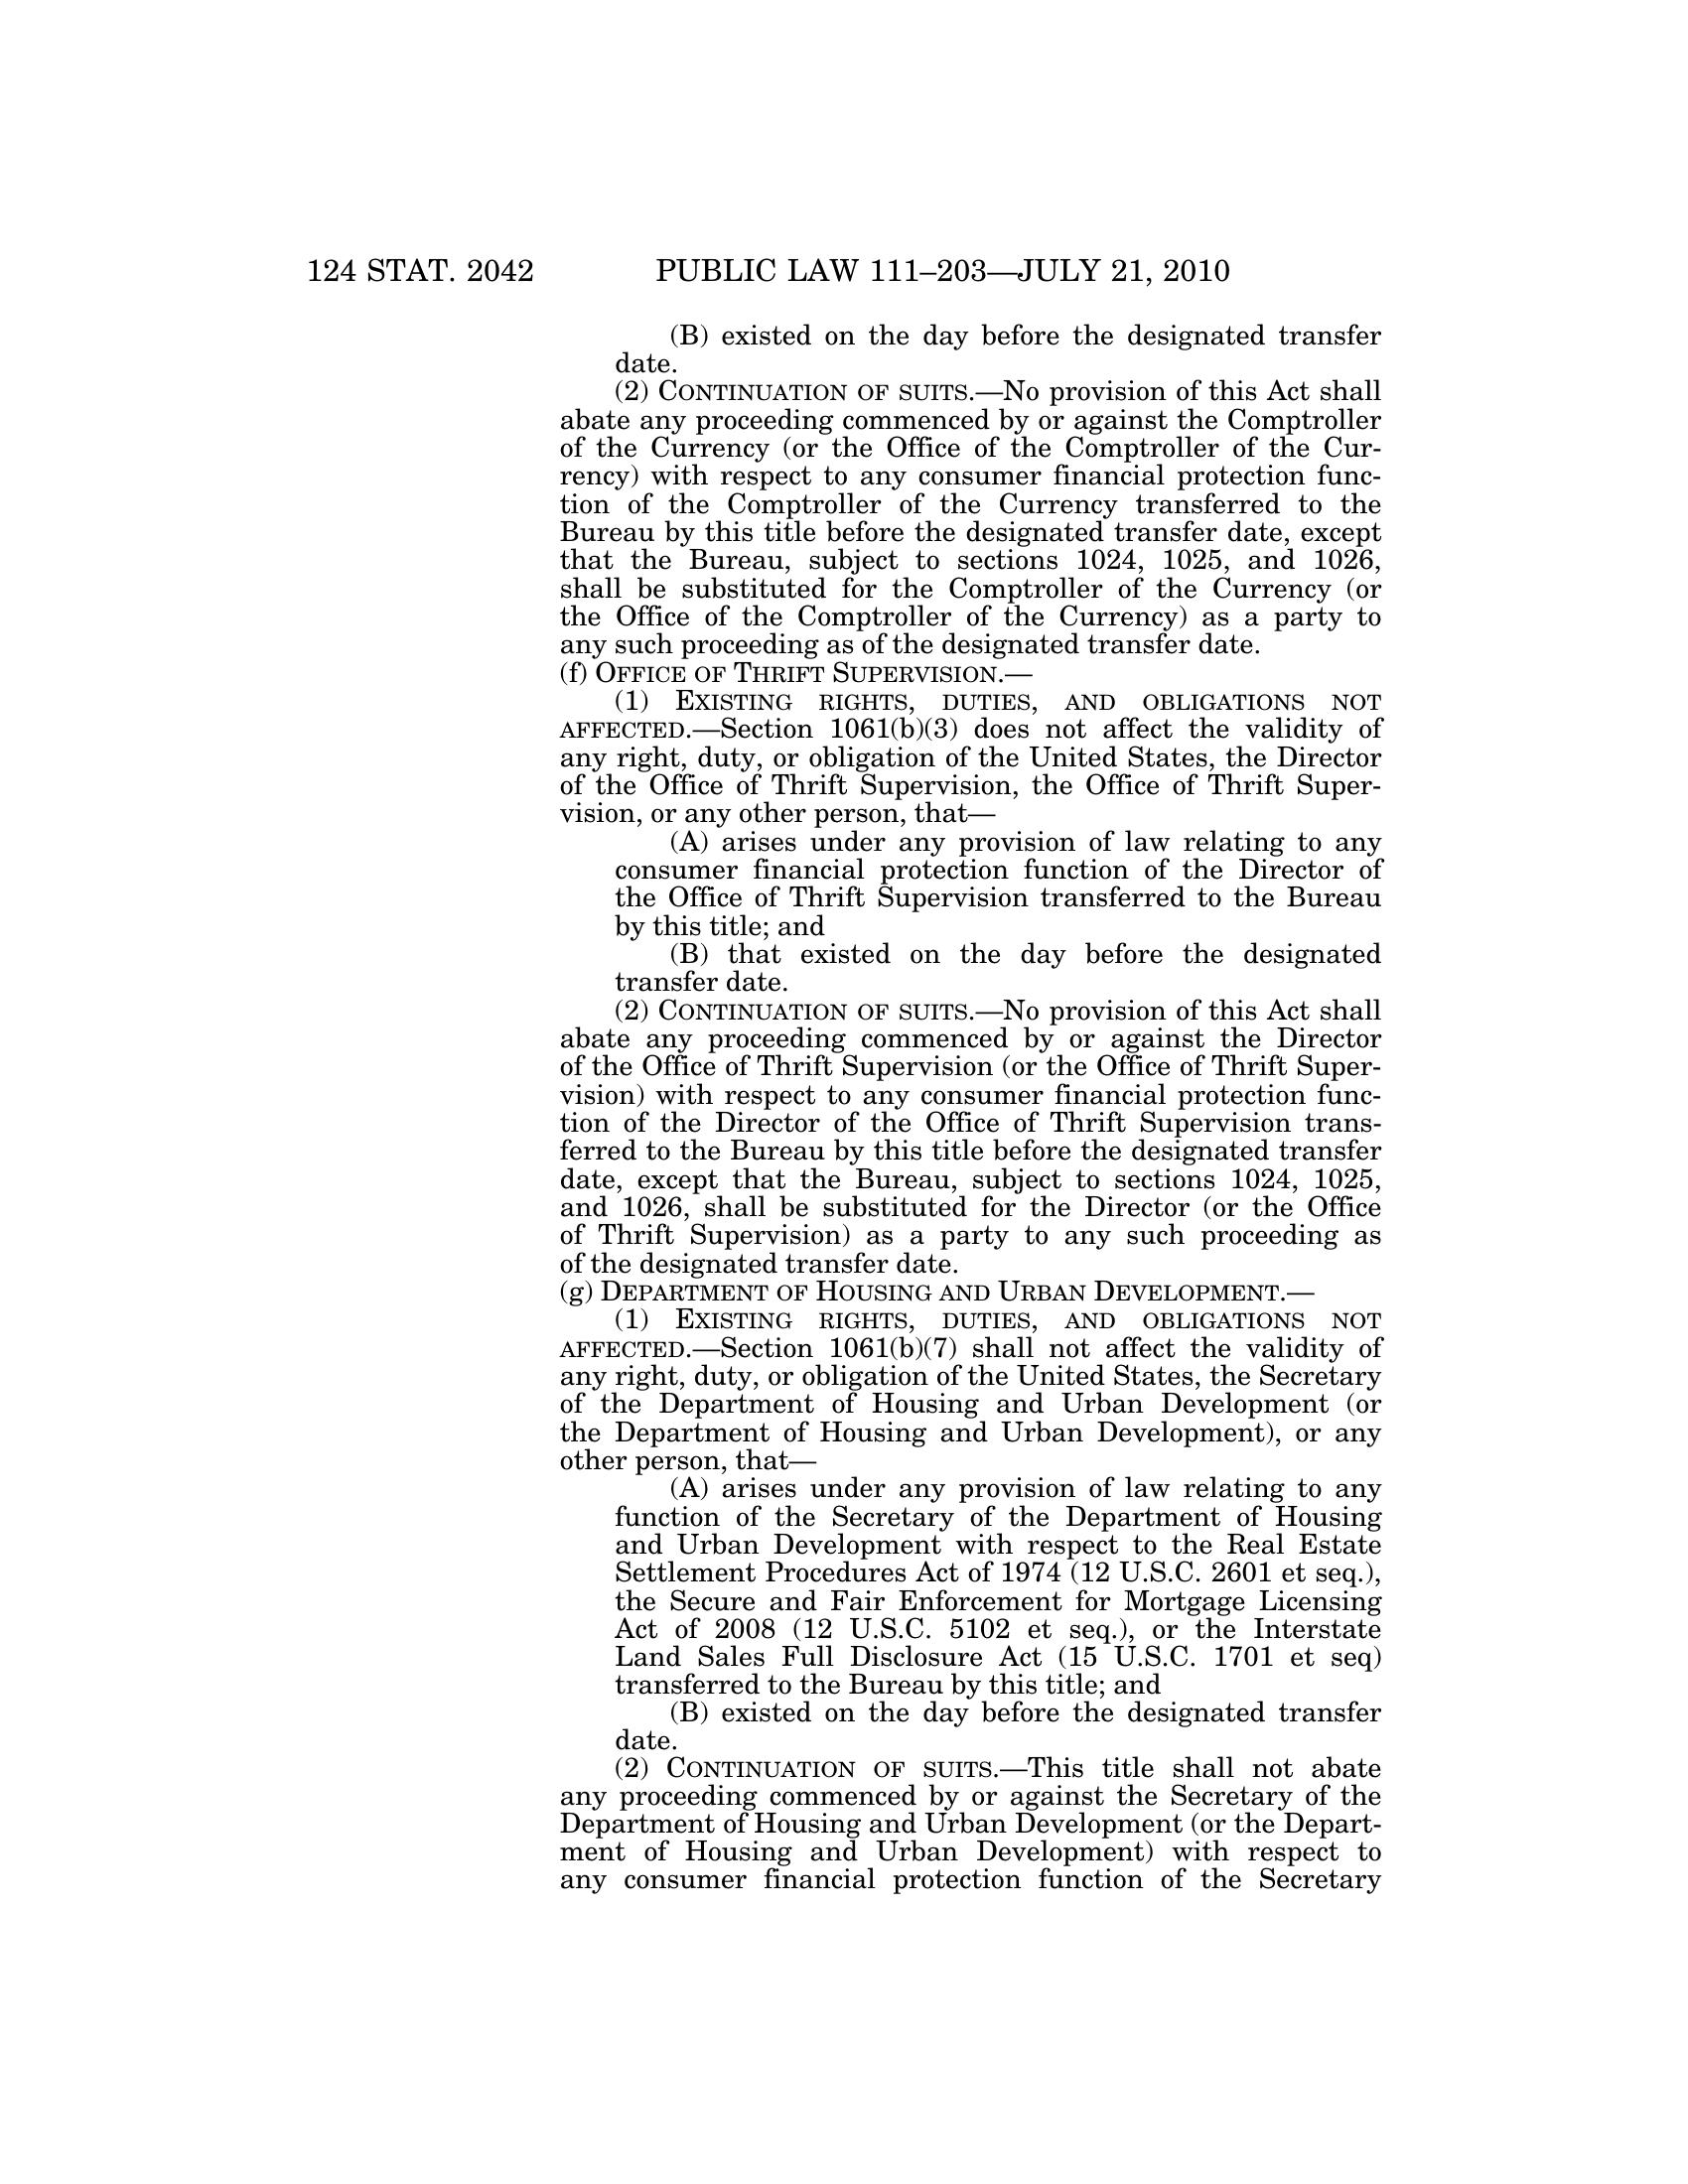 124 STAT. 2042 PUBLIC LAW 111–203—JULY 21, 2010
(B) existed on the day before the designated transfer
date.
(2) CONTINUATION OF SUITS.—No provision of this Act shall
abate any proceeding commenced by or against the Comptroller
of the Currency (or the Office of the Comptroller of the Cur-
rency) with respect to any consumer financial protection func-
tion of the Comptroller of the Currency transferred to the
Bureau by this title before the designated transfer date, except
that the Bureau, subject to sections 1024, 1025, and 1026,
shall be substituted for the Comptroller of the Currency (or
the Office of the Comptroller of the Currency) as a party to
any such proceeding as of the designated transfer date.
(f) OFFICE OF THRIFT SUPERVISION.—
(1) EXISTING RIGHTS, DUTIES, AND OBLIGATIONS NOT
AFFECTED.—Section 1061(b)(3) does not affect the validity of
any right, duty, or obligation of the United States, the Director
of the Office of Thrift Supervision, the Office of Thrift Super-
vision, or any other person, that—
(A) arises under any provision of law relating to any
consumer financial protection function of the Director of
the Office of Thrift Supervision transferred to the Bureau
by this title; and
(B) that existed on the day before the designated
transfer date.
(2) CONTINUATION OF SUITS.—No provision of this Act shall
abate any proceeding commenced by or against the Director
of the Office of Thrift Supervision (or the Office of Thrift Super-
vision) with respect to any consumer financial protection func-
tion of the Director of the Office of Thrift Supervision trans-
ferred to the Bureau by this title before the designated transfer
date, except that the Bureau, subject to sections 1024, 1025,
and 1026, shall be substituted for the Director (or the Office
of Thrift Supervision) as a party to any such proceeding as
of the designated transfer date.
(g) DEPARTMENT OF HOUSING AND URBAN DEVELOPMENT.—
(1) EXISTING RIGHTS, DUTIES, AND OBLIGATIONS NOT
AFFECTED.—Section 1061(b)(7) shall not affect the validity of
any right, duty, or obligation of the United States, the Secretary
of the Department of Housing and Urban Development (or
the Department of Housing and Urban Development), or any
other person, that—
(A) arises under any provision of law relating to any
function of the Secretary of the Department of Housing
and Urban Development with respect to the Real Estate
Settlement Procedures Act of 1974 (12 U.S.C. 2601 et seq.),
the Secure and Fair Enforcement for Mortgage Licensing
Act of 2008 (12 U.S.C. 5102 et seq.), or the Interstate
Land Sales Full Disclosure Act (15 U.S.C. 1701 et seq)
transferred to the Bureau by this title; and
(B) existed on the day before the designated transfer
date.
(2) CONTINUATION OF SUITS.—This title shall not abate
any proceeding commenced by or against the Secretary of the
Department of Housing and Urban Development (or the Depart-
ment of Housing and Urban Development) with respect to
any consumer financial protection function of the Secretary